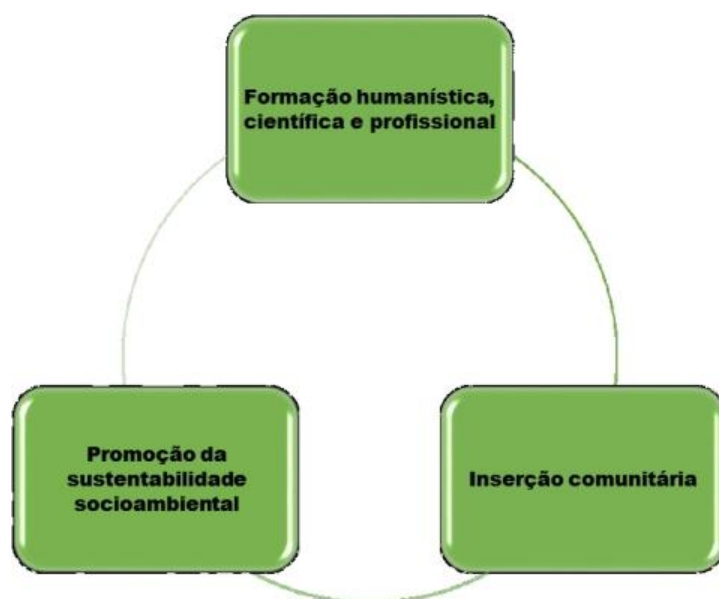 Formação humanística,
científica e profissional
Promoção da
sustentabilidade
socioambiental
Inserção comunitária